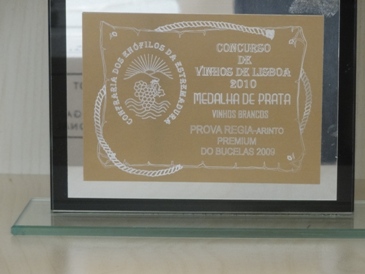 CONFRARIA DOS ENÓFILOS DA ESTREMADURA
CONCURSO
DE
VINHOS DE LISBOA
2010
MEDALHA DE PRATA
VINHOS BRANCOS
PROVA REGIA-ARINTO
PREMIUM
DO BUCELAS 2009